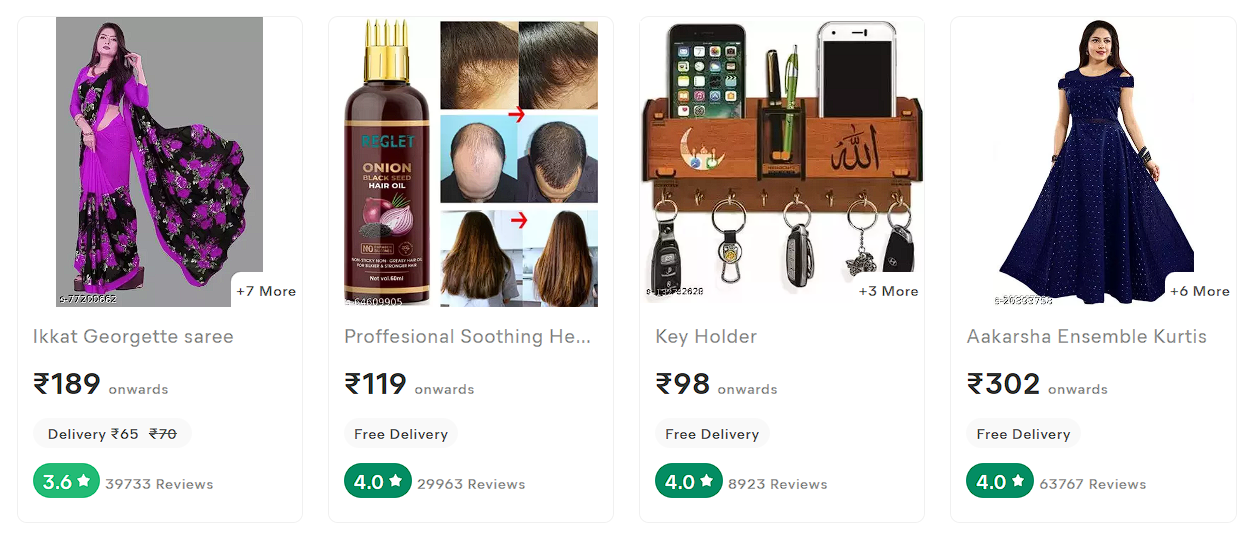 s-77200662
+7 More
Ikkat Georgette saree
₹189 onwards
Delivery ₹65 ₹70
3.6 ★ 39733 Reviews
REGLET
ONION
BLACK SEED
HAIR OIL
NON-STICKY NON- GREASY HAIR OIL
FOR SILKIER & STRONGER HAIR
Net vol.60ml
s-64609905
Proffesional Soothing He...
₹119 onwards
Free Delivery
4.0 ★ 29963 Reviews
الله
+3 More
Key Holder
₹98 onwards
Free Delivery
4.0 ★ 8923 Reviews
+6 More
Aakarsha Ensemble Kurtis
₹302 onwards
Free Delivery
4.0 ★ 63767 Reviews